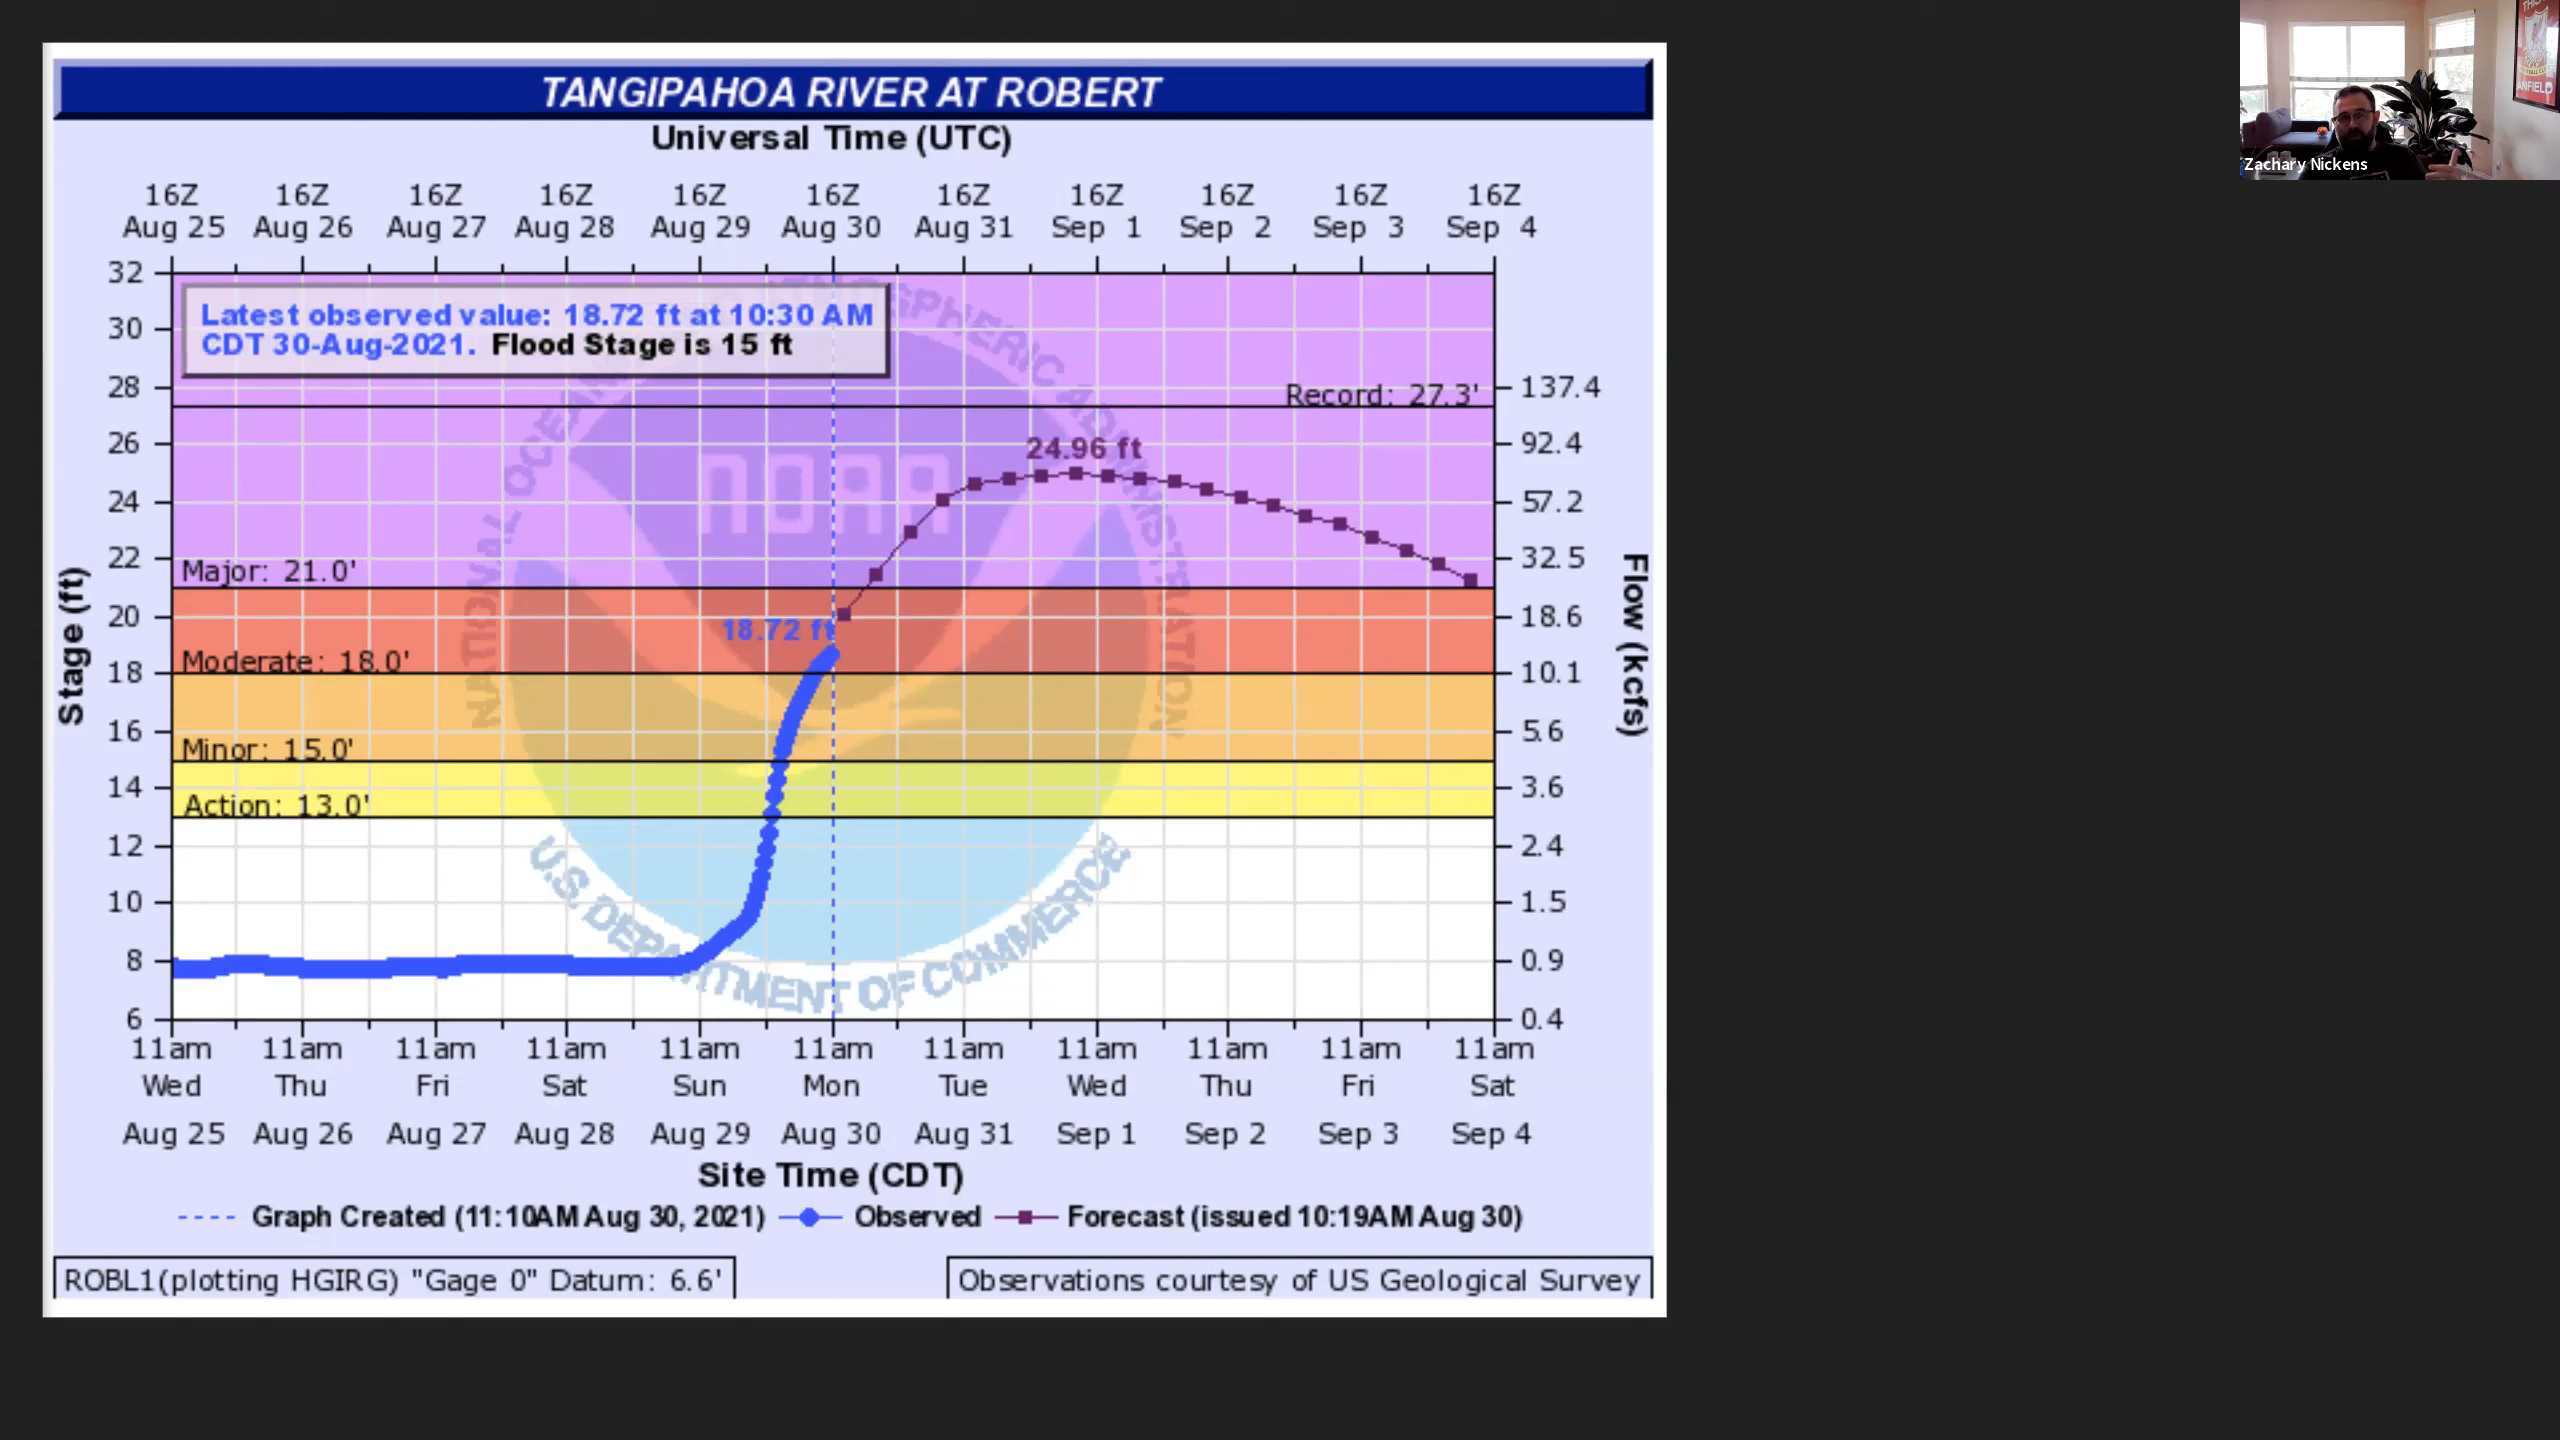 TANGIPAHOA RIVER AT ROBERT
Universal Time (UTC)
16Z 16Z 16Z 16Z 16Z 16Z 16Z 16Z 16Z 16Z 16Z
Aug 25 Aug 26 Aug 27 Aug 28 Aug 29 Aug 30 Aug 31 Sep 1 Sep 2 Sep 3 Sep 4
32
Latest observed value: 18.72 ft at 10:30 AM
CDT 30-Aug-2021. Flood Stage is 15 ft
30
28 137.4
Record: 27.3'
26 92.4
24.96 ft
24 57.2
22 32.5
Major: 21.0'
20 18.6
18.72 ft
Moderate: 18.0'
18 10.1
16 5.6
Minor: 15.0'
14 3.6
Action: 13.0'
12 2.4
10 1.5
8 0.9
6 0.4
Stage (ft)
Flow (kcfs)
NOAA
NATIONAL OCEANIC AND ATMOSPHERIC ADMINISTRATION
U.S. DEPARTMENT OF COMMERCE
11am 11am 11am 11am 11am 11am 11am 11am 11am 11am 11am
Wed Thu Fri Sat Sun Mon Tue Wed Thu Fri Sat
Aug 25 Aug 26 Aug 27 Aug 28 Aug 29 Aug 30 Aug 31 Sep 1 Sep 2 Sep 3 Sep 4
Site Time (CDT)
Graph Created (11:10AM Aug 30, 2021) Observed Forecast (issued 10:19AM Aug 30)
ROBL1(plotting HGIRG) "Gage 0" Datum: 6.6'
Observations courtesy of US Geological Survey
Zachary Nickens
ANFIELD